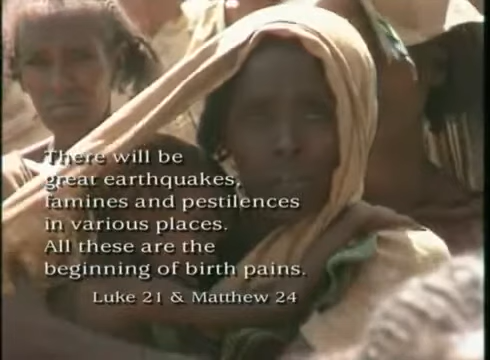 There will be
great earthquakes,
famines and pestilences
in various places.
All these are the
beginning of birth pains.
Luke 21 & Matthew 24